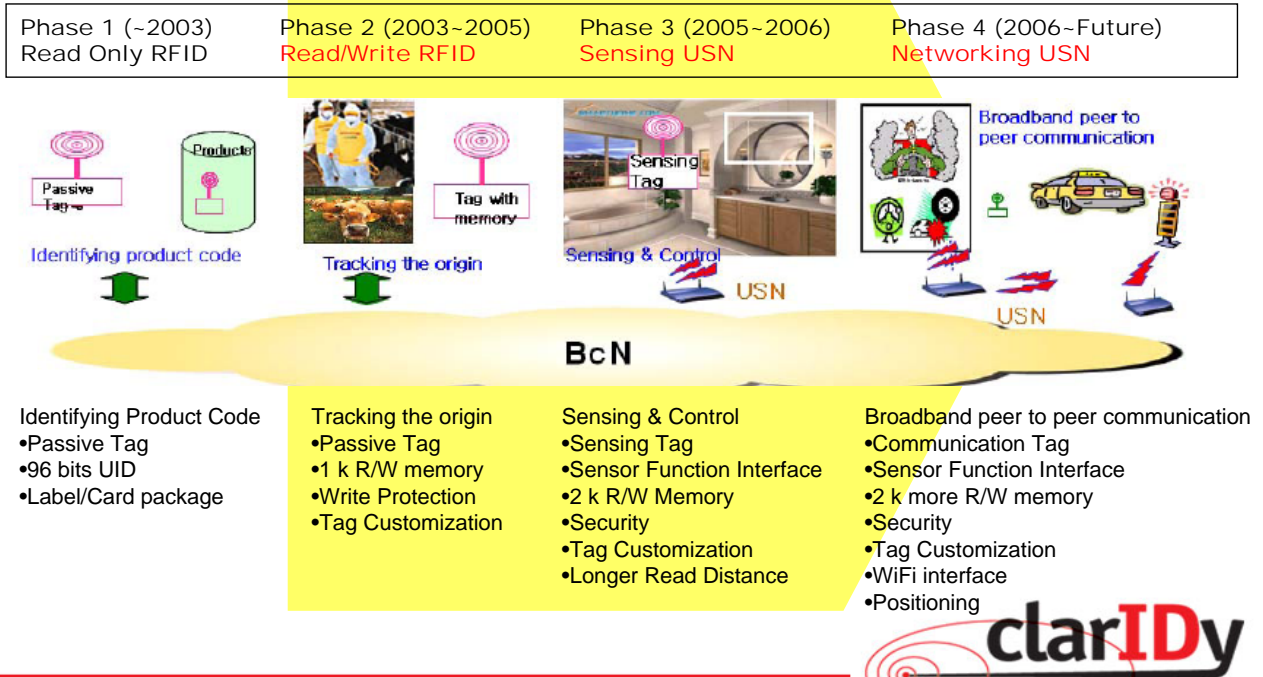 Phase 1 (~2003)
Read Only RFID
Phase 2 (2003~2005)
Read/Write RFID
Phase 3 (2005~2006)
Sensing USN
Phase 4 (2006~Future)
Networking USN
Passive
Tag
Products
Identifying product code
Tag with
memory
Tracking the origin
Sensing
Tag
Sensing & Control
USN
Broadband peer to
peer communication
USN
BcN
Identifying Product Code
•Passive Tag
•96 bits UID
•Label/Card package
Tracking the origin
•Passive Tag
•1 k R/W memory
•Write Protection
•Tag Customization
Sensing & Control
•Sensing Tag
•Sensor Function Interface
•2 k R/W Memory
•Security
•Tag Customization
•Longer Read Distance
Broadband peer to peer communication
•Communication Tag
•Sensor Function Interface
•2 k more R/W memory
•Security
•Tag Customization
•WiFi interface
•Positioning
clarIDy